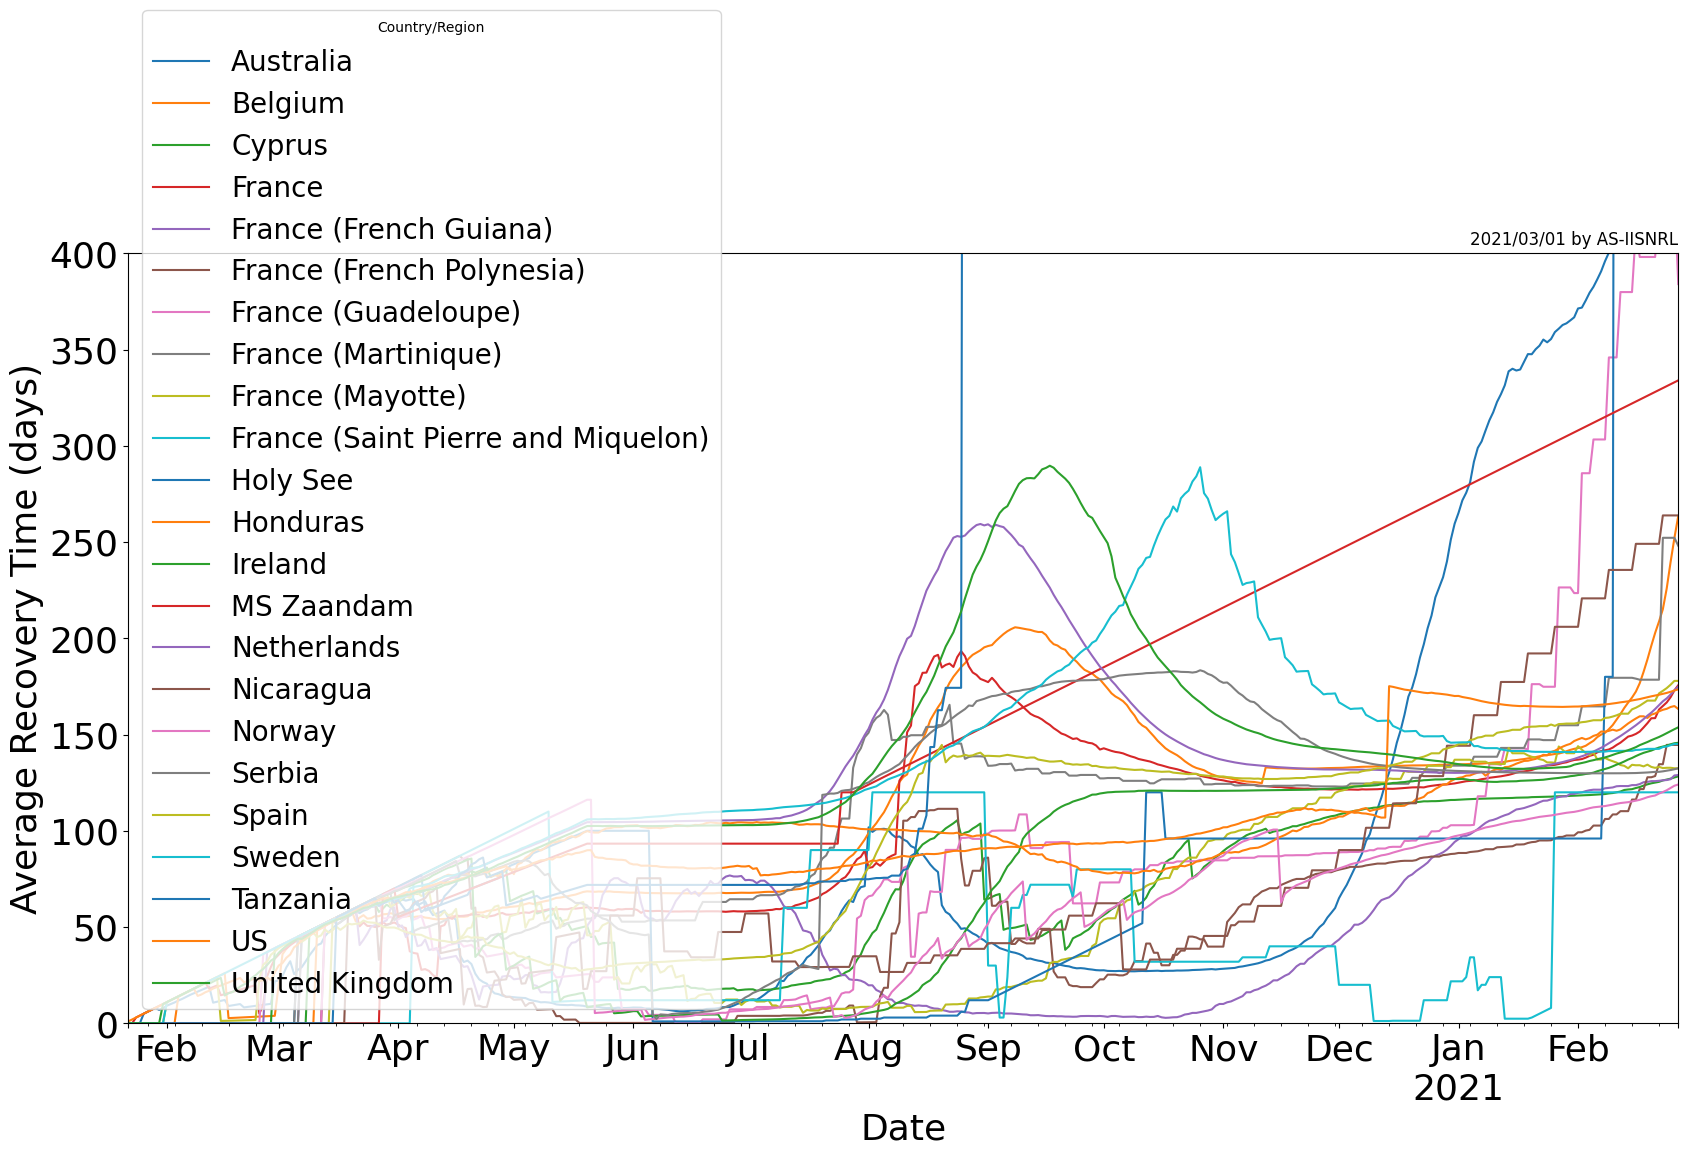 Country/Region
Australia
Belgium
Cyprus
France
France (French Guiana)
France (French Polynesia)
France (Guadeloupe)
France (Martinique)
France (Mayotte)
France (Saint Pierre and Miquelon)
Holy See
Honduras
Ireland
MS Zaandam
Netherlands
Nicaragua
Norway
Serbia
Spain
Sweden
Tanzania
US
United Kingdom
2021/03/01 by AS-IISNRL
400
350
300
250
200
150
100
50
0
Average Recovery Time (days)
Feb Mar Apr May Jun Jul Aug Sep Oct Nov Dec Jan Feb
2021
Date